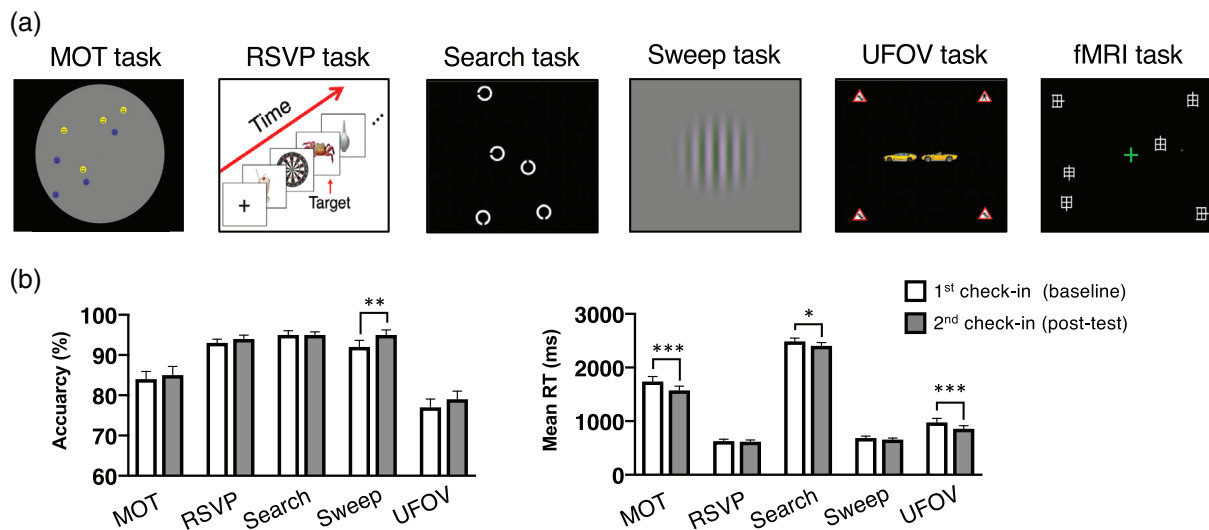 (a)
MOT task RSVP task Search task Sweep task UFOV task fMRI task
Time
...
Target
(b)
1st check-in (baseline)
2nd check-in (post-test)
Accuarcy (%)
100
90
80
70
60
**
MOT RSVP Search Sweep UFOV
Mean RT (ms)
3000
2000
1000
0
***
*
***
MOT RSVP Search Sweep UFOV